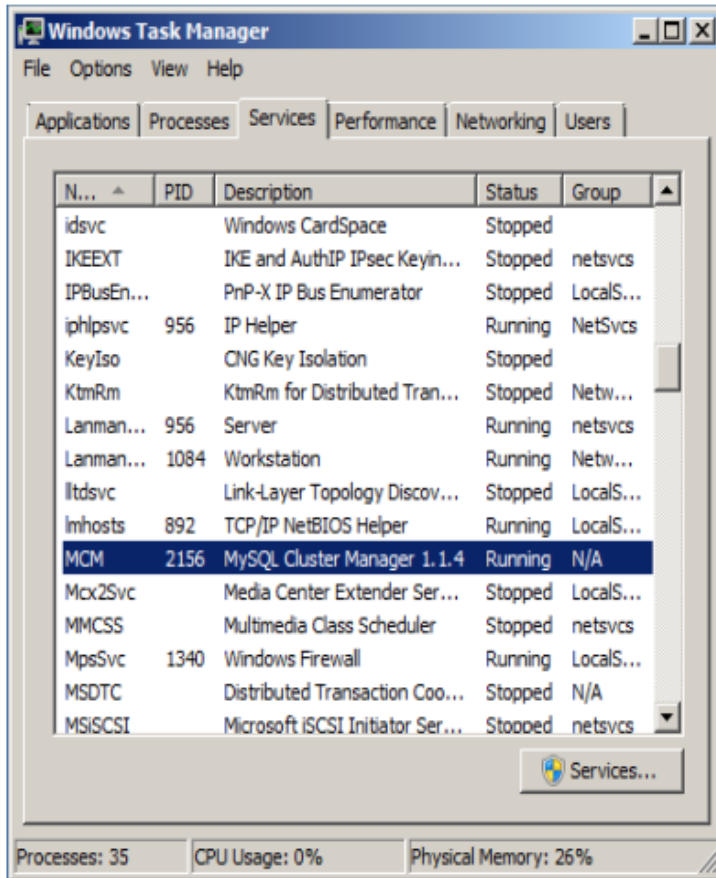 Windows Task Manager
File Options View Help
Applications Processes Services Performance Networking Users
N... PID Description Status Group
idsvc Windows CardSpace Stopped
IKEEXT IKE and AuthIP IPsec Keyin... Stopped netsvcs
IPBusEn... PnP-X IP Bus Enumerator Stopped LocalS...
iphlpsvc 956 IP Helper Running NetSvcs
KeyIso CNG Key Isolation Stopped
KtmRm KtmRm for Distributed Tran... Stopped Netw...
Lanman... 956 Server Running netsvcs
Lanman... 1084 Workstation Running Netw...
lltdsvc Link-Layer Topology Discov... Stopped LocalS...
lmhosts 892 TCP/IP NetBIOS Helper Running LocalS...
MCM 2156 MySQL Cluster Manager 1.1.4 Running N/A
Mcx2Svc Media Center Extender Ser... Stopped LocalS...
MMCSS Multimedia Class Scheduler Stopped netsvcs
MpsSvc 1340 Windows Firewall Running LocalS...
MSDTC Distributed Transaction Coo... Stopped N/A
MSiSCSI Microsoft iSCSI Initiator Ser... Stopped netsvcs
Services...
Processes: 35 CPU Usage: 0% Physical Memory: 26%